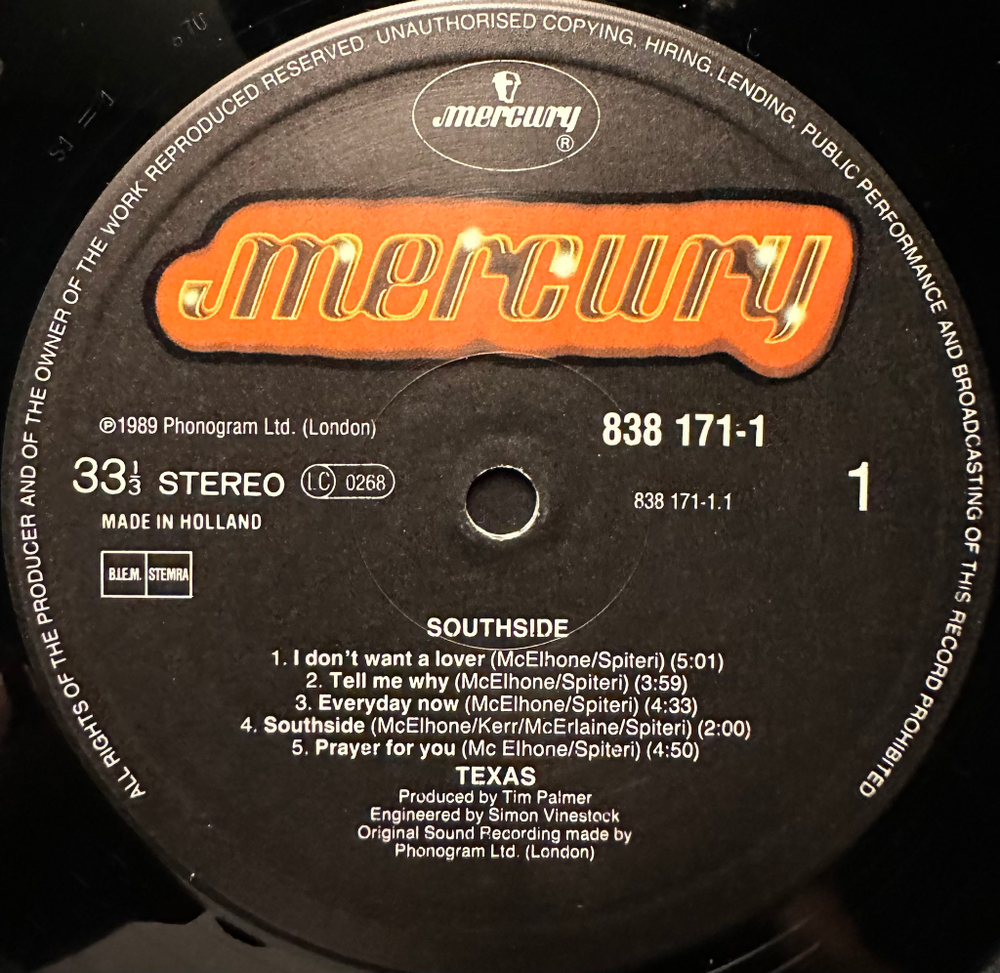 ALL RIGHTS OF THE PRODUCER AND OF THE OWNER OF THE WORK REPRODUCED RESERVED. UNAUTHORISED COPYING, HIRING, LENDING, PUBLIC PERFORMANCE AND BROADCASTING OF THIS RECORD PROHIBITED
mercury
®
mercury
℗1989 Phonogram Ltd. (London)
838 171-1
33⅓ STEREO LC 0268
838 171-1.1
1
MADE IN HOLLAND
B.I.E.M. STEMRA
SOUTHSIDE
1. I don't want a lover (McElhone/Spiteri) (5:01)
2. Tell me why (McElhone/Spiteri) (3:59)
3. Everyday now (McElhone/Spiteri) (4:33)
4. Southside (McElhone/Kerr/McErlaine/Spiteri) (2:00)
5. Prayer for you (Mc Elhone/Spiteri) (4:50)
TEXAS
Produced by Tim Palmer
Engineered by Simon Vinestock
Original Sound Recording made by
Phonogram Ltd. (London)